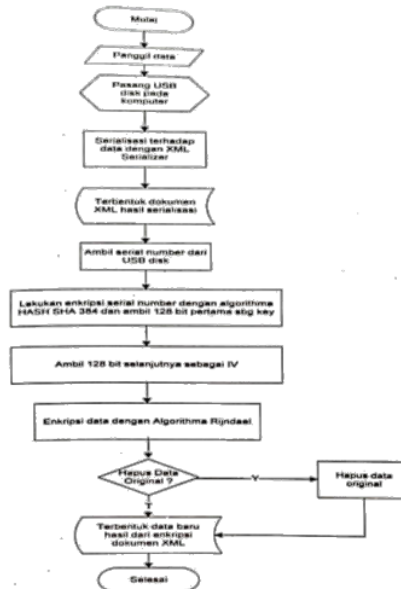 Mulai
Panggil data
Pasang USB
disk pada
komputer
Serialisasi terhadap
data dengan XML
Serializer
Terbentuk dokumen
XML hasil serialisasi
Ambil serial number dari
USB disk
Lakukan enkripsi serial number dengan algorithma
HASH SHA 384 dan ambil 128 bit pertama sbg key
Ambil 128 bit selanjutnya sebagai IV
Enkripsi data dengan Algorithma Rijndael
Hapus Data
Original ?
Y
Hapus data
original
T
Terbentuk data baru
hasil dari enkripsi
dokumen XML
Selesai